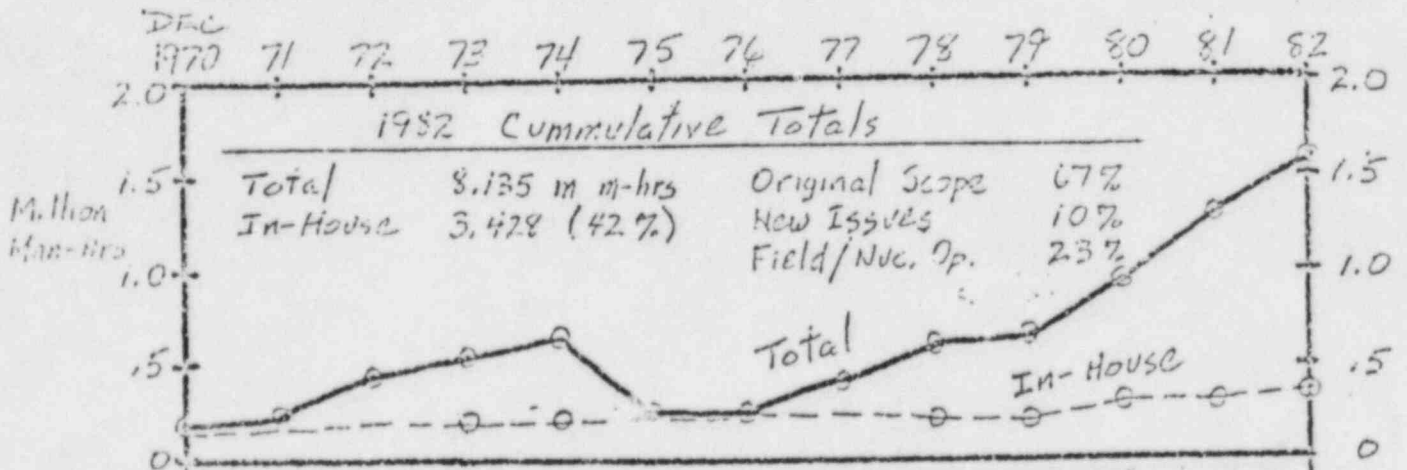 DEC
1970 71 72 73 74 75 76 77 78 79 80 81 82
2.0 2.0
1982 Cummulative Totals
Total 8.135 m m-hrs Original Scope 67%
In-House 3.428 (42%) New Issues 10%
Field/Nuc. Op. 23%
1.5 1.5
Million
Man-Hrs
1.0 1.0
Total
In-House
.5 .5
0 0